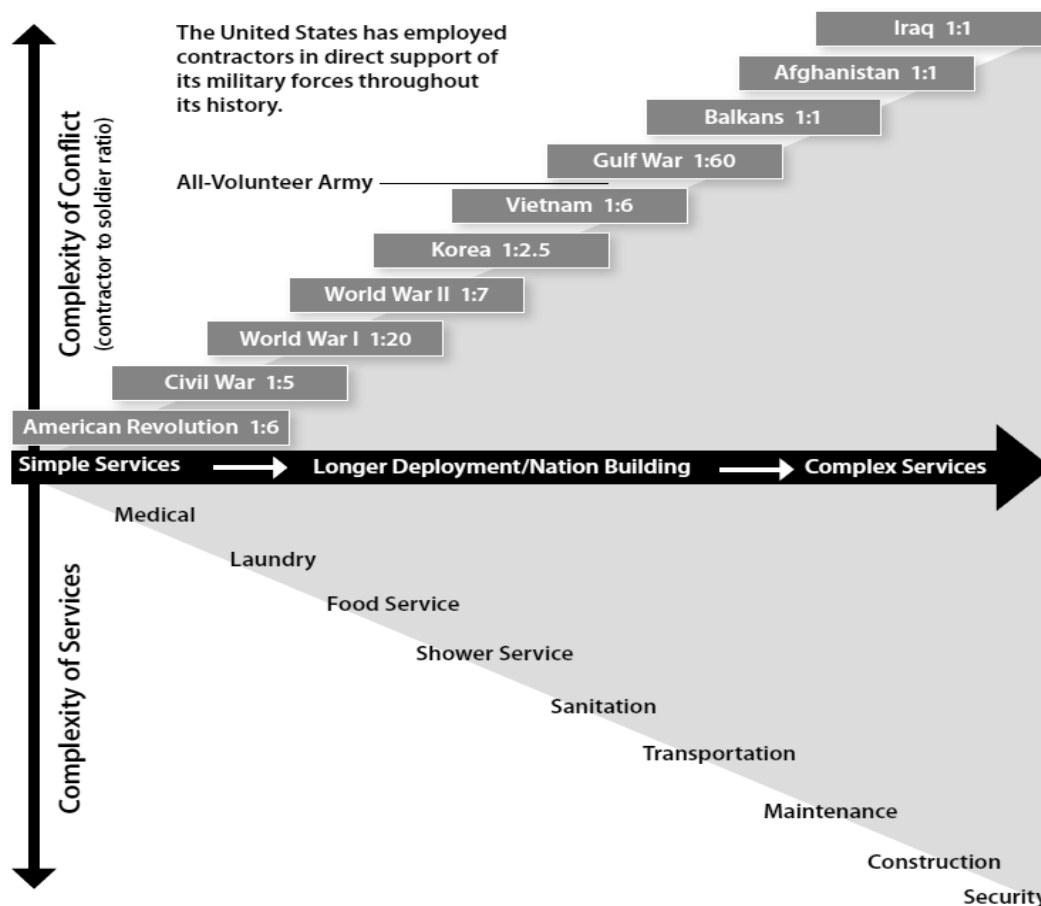 The United States has employed
contractors in direct support of
its military forces throughout
its history.
Iraq 1:1
Afghanistan 1:1
Balkans 1:1
Gulf War 1:60
All-Volunteer Army
Vietnam 1:6
Korea 1:2.5
World War II 1:7
World War I 1:20
Civil War 1:5
American Revolution 1:6
Complexity of Conflict
(contractor to soldier ratio)
Simple Services
Longer Deployment/Nation Building
Complex Services
Complexity of Services
Medical
Laundry
Food Service
Shower Service
Sanitation
Transportation
Maintenance
Construction
Security